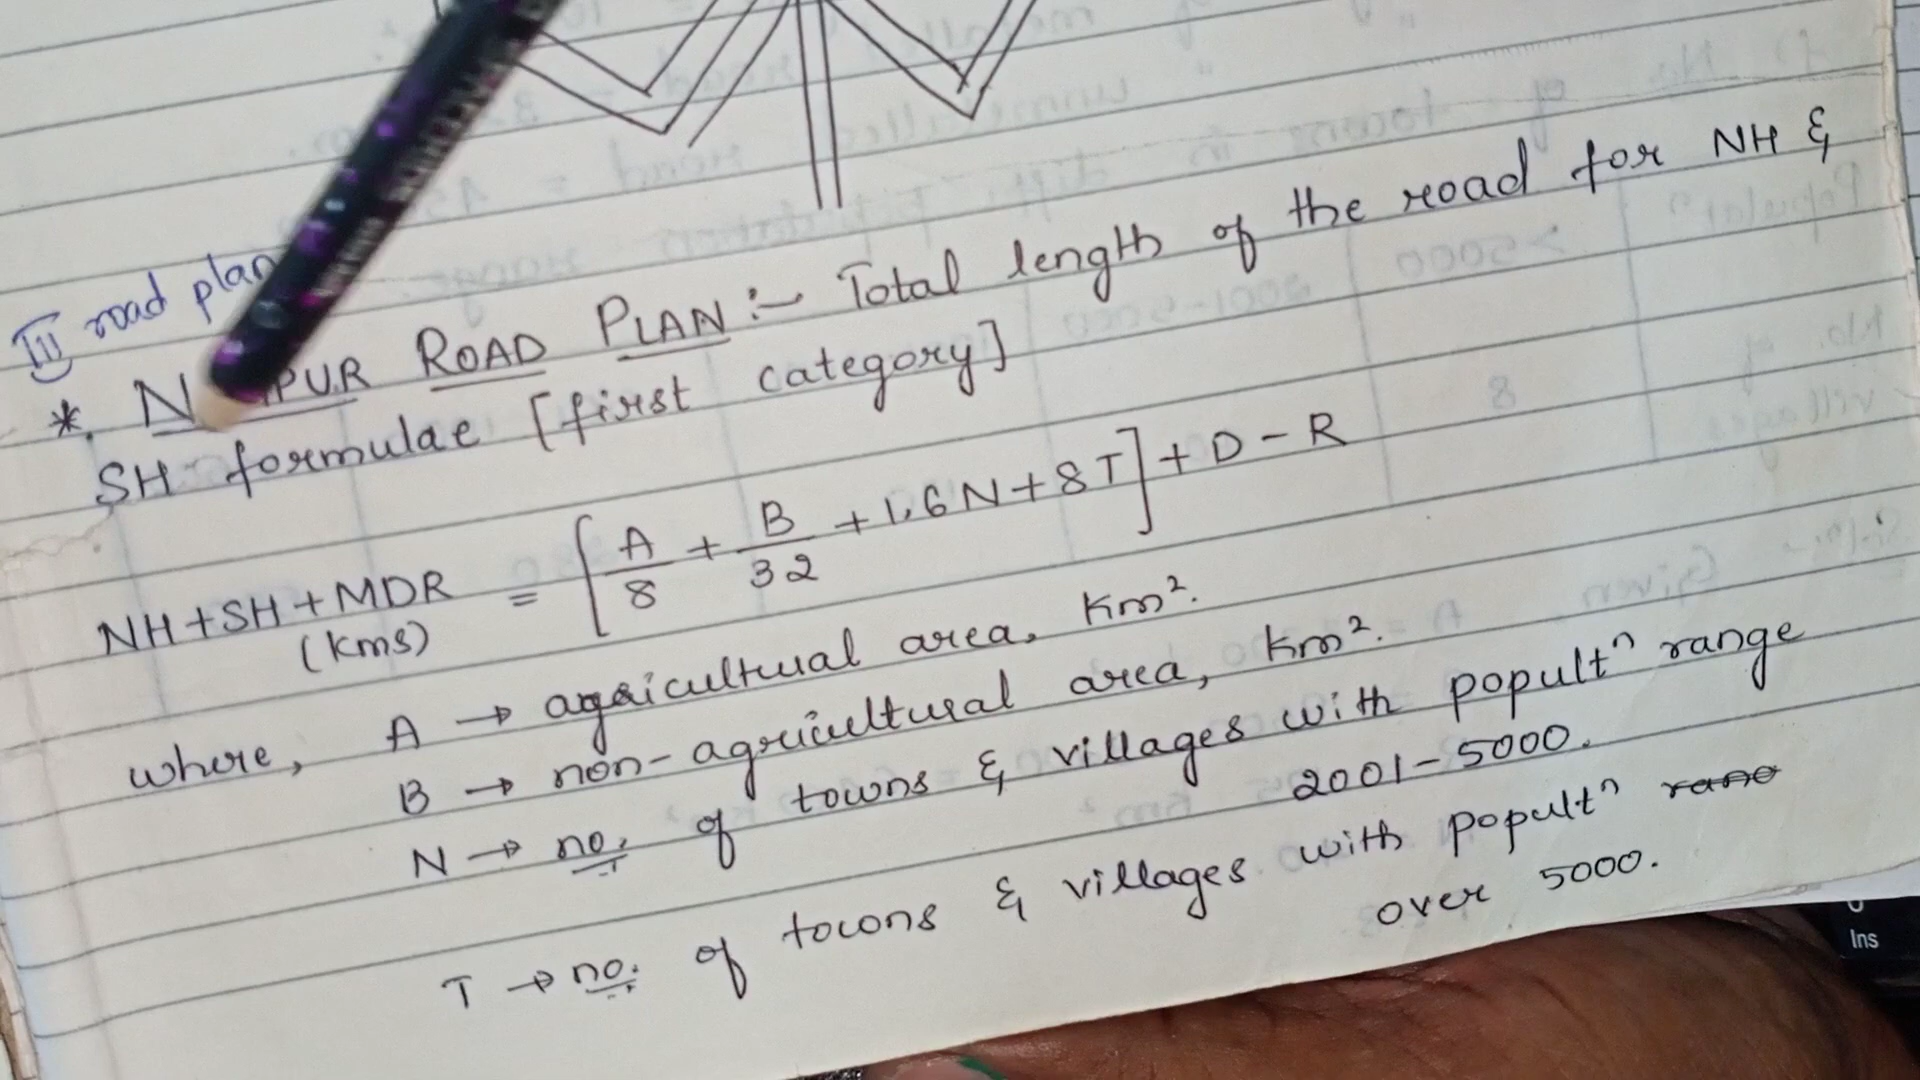 III road plan
* N PUR ROAD PLAN :- Total length of the road for NH &
SH formulae [first category]
NH+SH+MDR (kms) = [A/8 + B/32 + 1.6N + 8T] + D - R
where, A → agricultural area, Km².
B → non-agricultural area, Km².
N → no. of towns & villages with popultⁿ range
2001-5000.
T → no. of towns & villages with popultⁿ
over 5000.
Ins